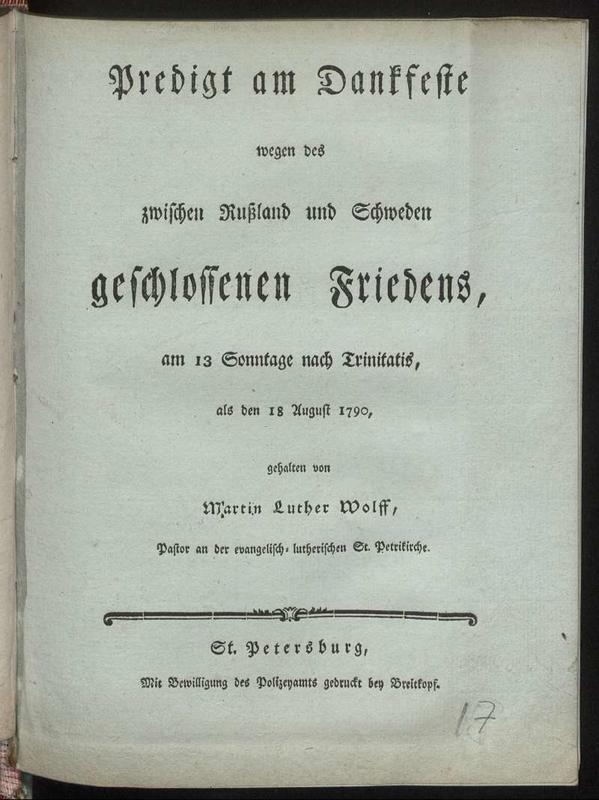 Predigt am Dankfeste
wegen des
zwischen Rußland und Schweden
geschlossenen Friedens,
am 13 Sonntage nach Trinitatis,
als den 18 August 1790,
gehalten von
Martin Luther Wolff,
Pastor an der evangelisch-lutherischen St. Petrikirche.
St. Petersburg,
Mit Bewilligung des Polizeyamts gedruckt bey Breitkopf.
17